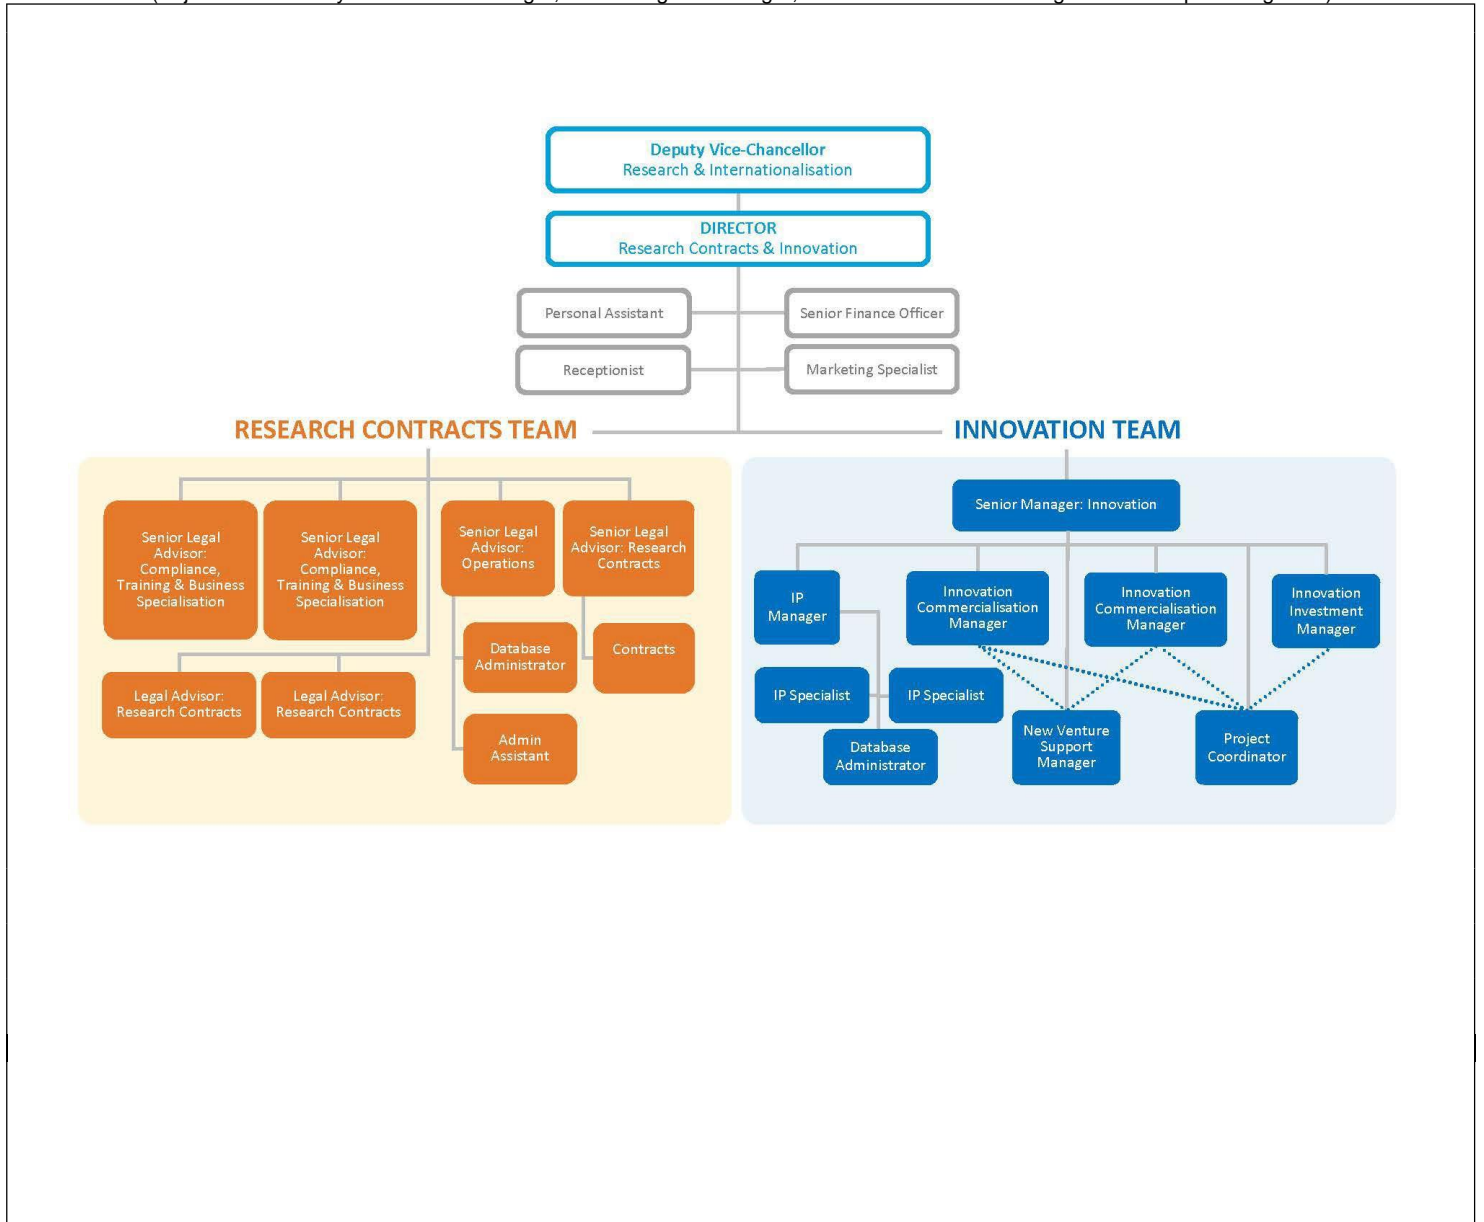 Deputy Vice-Chancellor
Research & Internationalisation
DIRECTOR
Research Contracts & Innovation
Personal Assistant
Senior Finance Officer
Receptionist
Marketing Specialist
RESEARCH CONTRACTS TEAM
INNOVATION TEAM
Senior Legal
Advisor:
Compliance,
Training & Business
Specialisation
Senior Legal
Advisor:
Compliance,
Training & Business
Specialisation
Senior Legal
Advisor:
Operations
Senior Legal
Advisor: Research
Contracts
Database
Administrator
Contracts
Legal Advisor:
Research Contracts
Legal Advisor:
Research Contracts
Admin
Assistant
Senior Manager: Innovation
IP
Manager
Innovation
Commercialisation
Manager
Innovation
Commercialisation
Manager
Innovation
Investment
Manager
IP Specialist
IP Specialist
Database
Administrator
New Venture
Support
Manager
Project
Coordinator